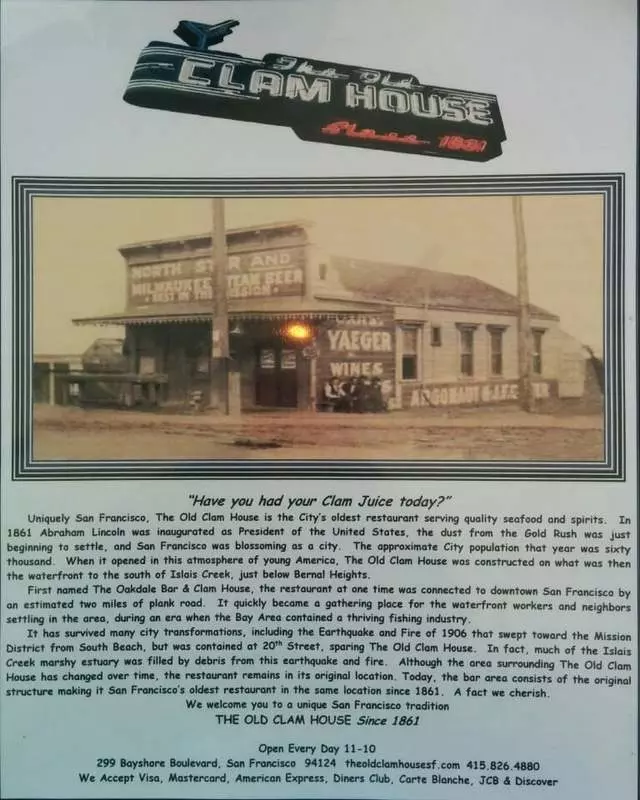 The Old
CLAM HOUSE
Since 1861
NORTH STAR AND
MILWAUKEE STEAM BEER
BEST IN THE MISSION
YAEGER
WINES
ARGONAUT
"Have you had your Clam Juice today?"
Uniquely San Francisco, The Old Clam House is the City's oldest restaurant serving quality seafood and spirits. In
1861 Abraham Lincoln was inaugurated as President of the United States, the dust from the Gold Rush was just
beginning to settle, and San Francisco was blossoming as a city. The approximate City population that year was sixty
thousand. When it opened in this atmosphere of young America, The Old Clam House was constructed on what was then
the waterfront to the south of Islais Creek, just below Bernal Heights.
First named The Oakdale Bar & Clam House, the restaurant at one time was connected to downtown San Francisco by
an estimated two miles of plank road. It quickly became a gathering place for the waterfront workers and neighbors
settling in the area, during an era when the Bay Area contained a thriving fishing industry.
It has survived many city transformations, including the Earthquake and Fire of 1906 that swept toward the Mission
District from South Beach, but was contained at 20th Street, sparing The Old Clam House. In fact, much of the Islais
Creek marshy estuary was filled by debris from this earthquake and fire. Although the area surrounding The Old Clam
House has changed over time, the restaurant remains in its original location. Today, the bar area consists of the original
structure making it San Francisco's oldest restaurant in the same location since 1861. A fact we cherish.
We welcome you to a unique San Francisco tradition
THE OLD CLAM HOUSE Since 1861
Open Every Day 11-10
299 Bayshore Boulevard, San Francisco 94124 theoldclamhousesf.com 415.826.4880
We Accept Visa, Mastercard, American Express, Diners Club, Carte Blanche, JCB & Discover